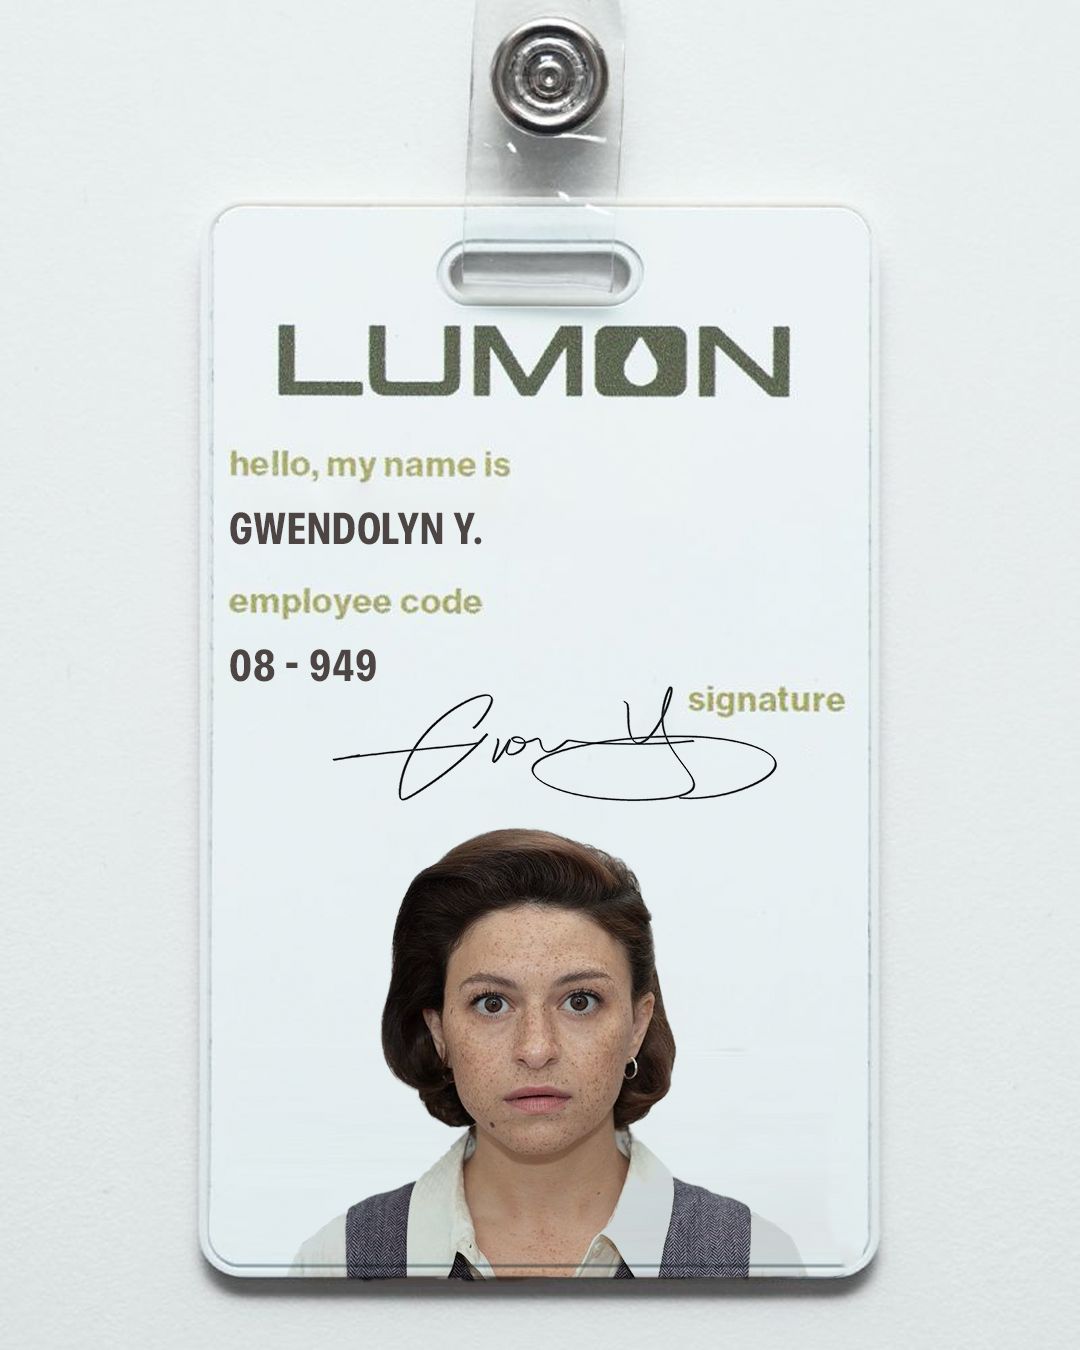 LUMON
hello, my name is
GWENDOLYN Y.
employee code
08 - 949
signature